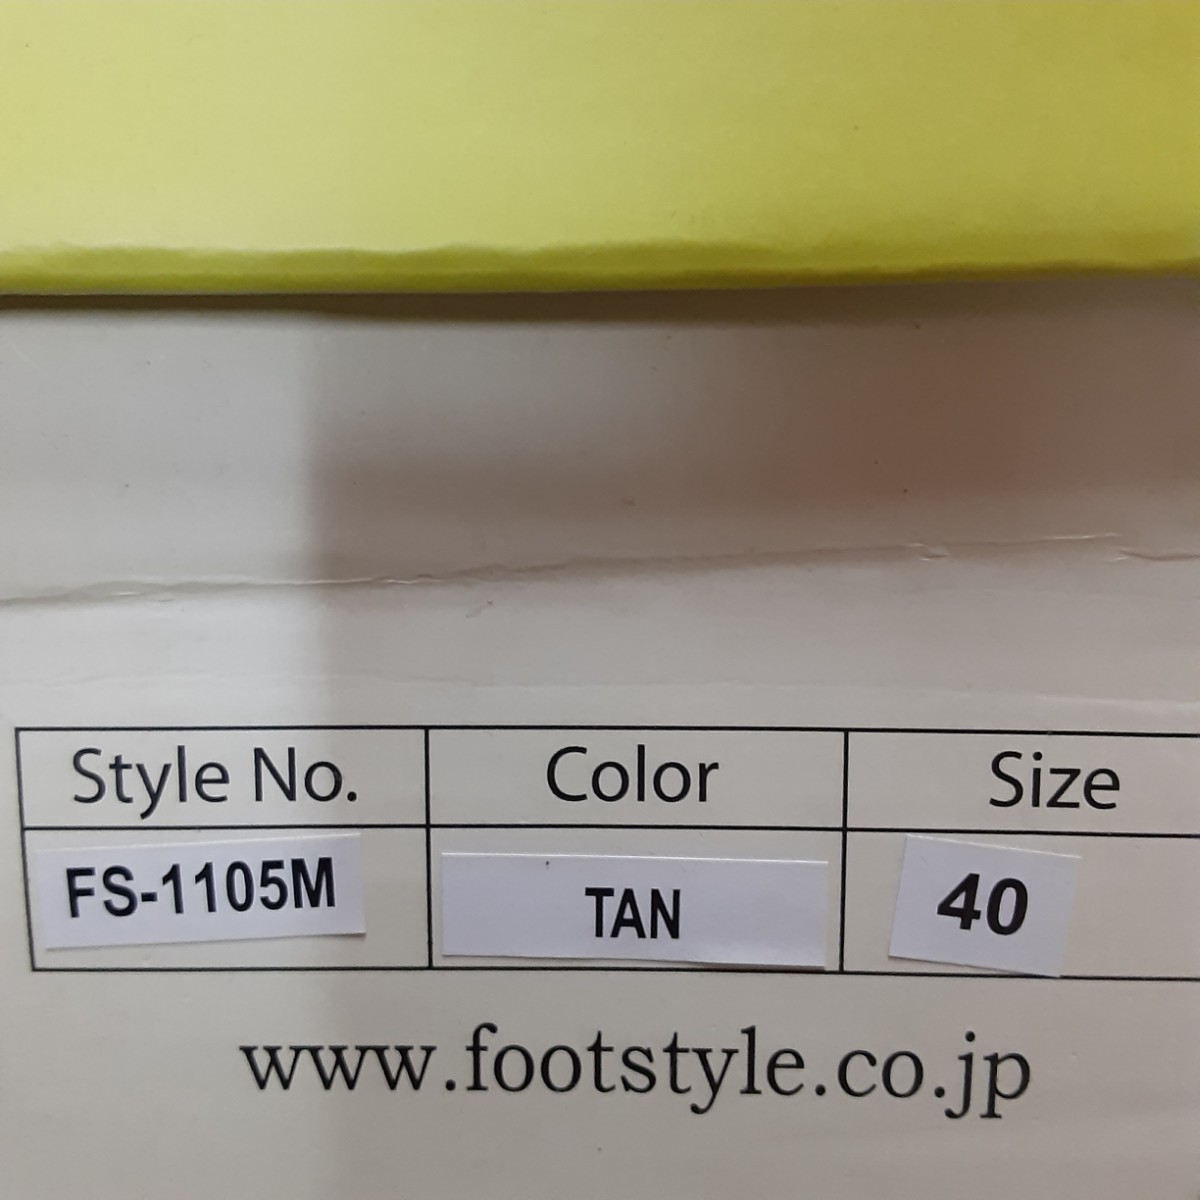 Style No. Color Size
FS-1105M TAN 40
www.footstyle.co.jp